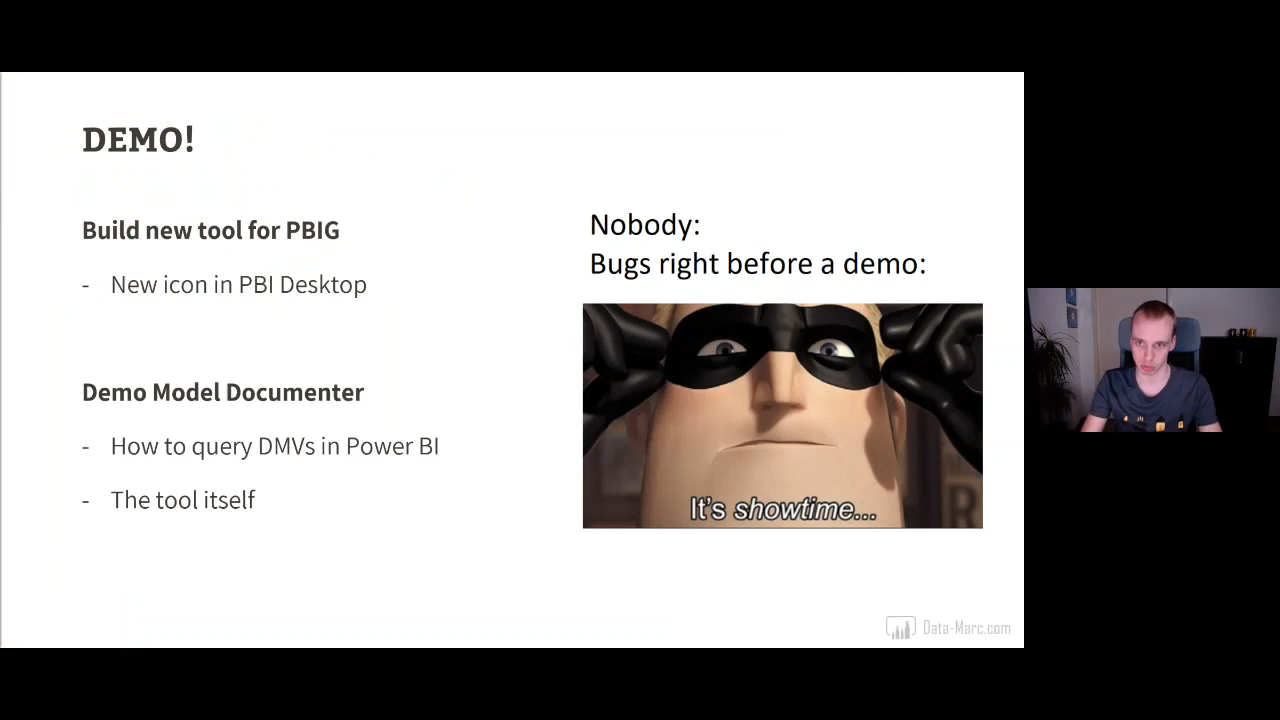 DEMO!
Build new tool for PBIG
- New icon in PBI Desktop
Demo Model Documenter
- How to query DMVs in Power BI
- The tool itself
Nobody:
Bugs right before a demo:
It's showtime...
Data-Marc.com